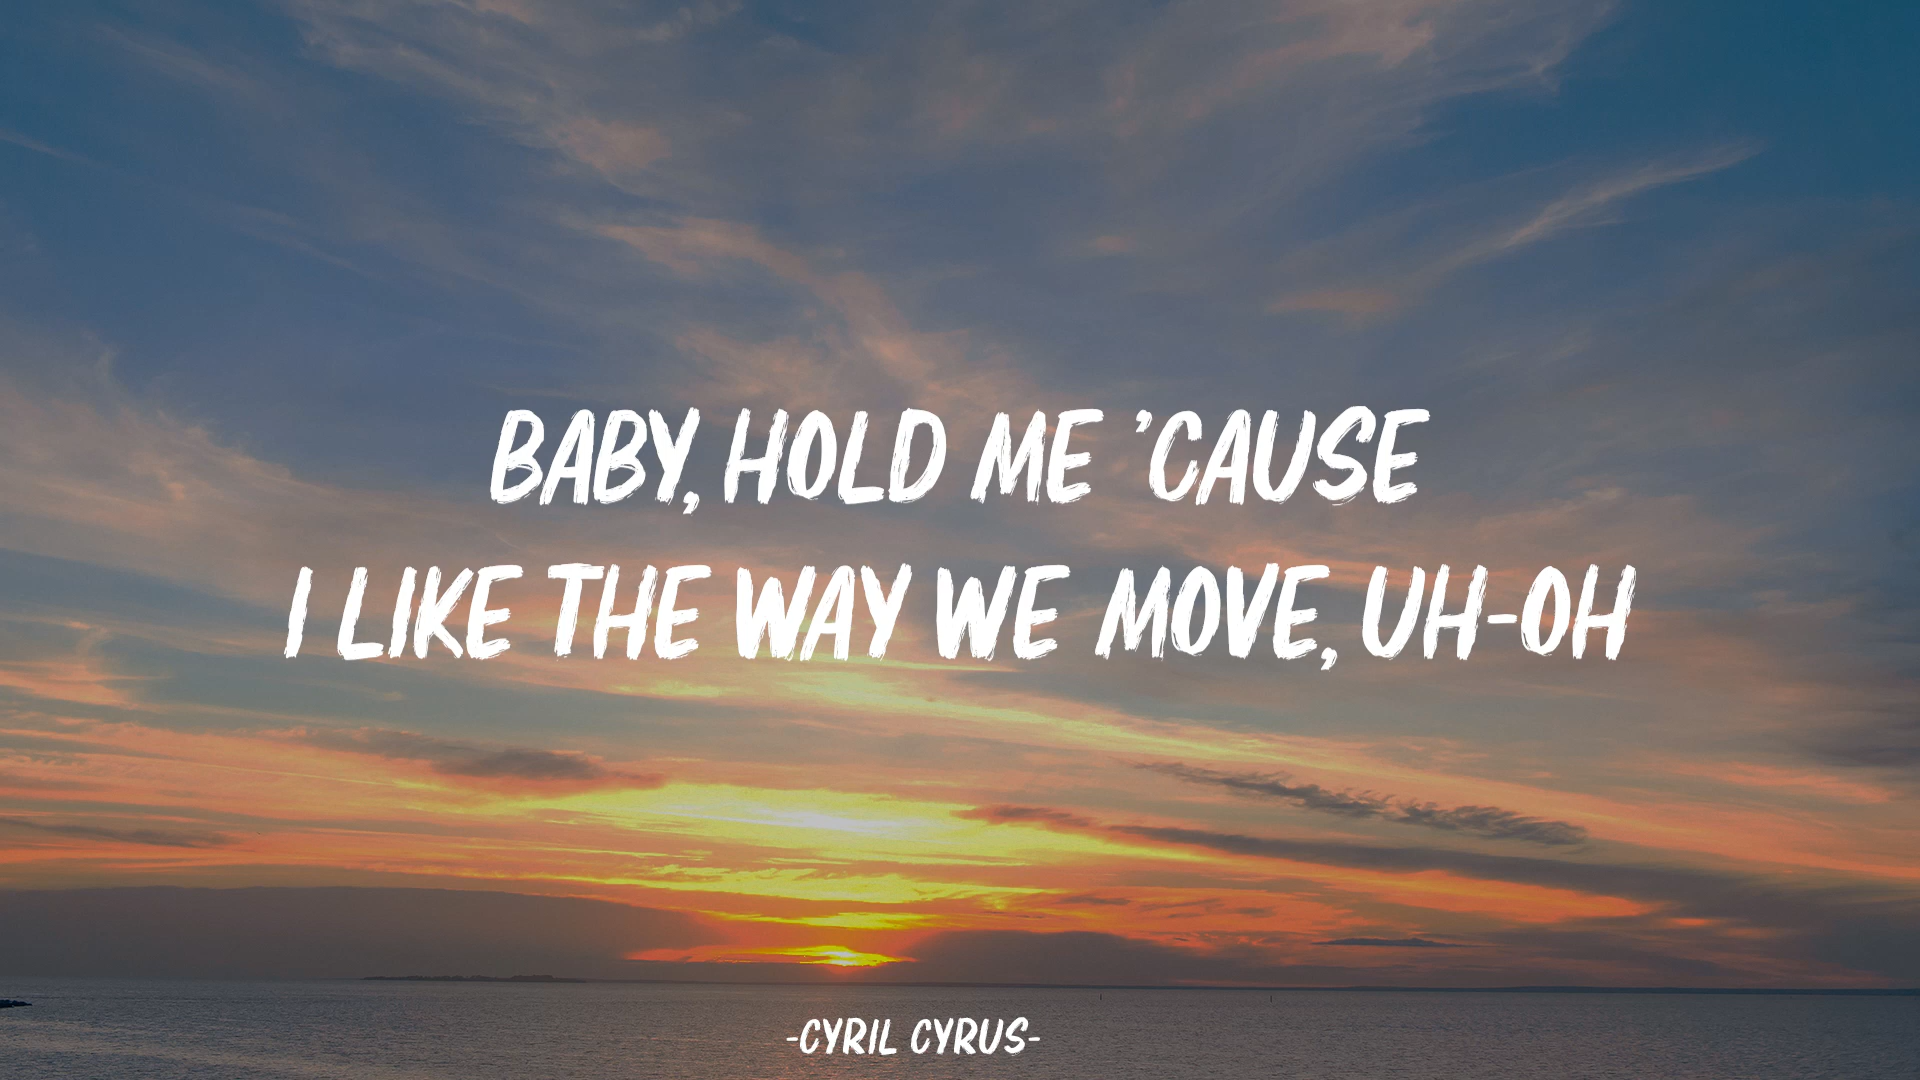 BABY, HOLD ME 'CAUSE
I LIKE THE WAY WE MOVE, UH-OH
-CYRIL CYRUS-